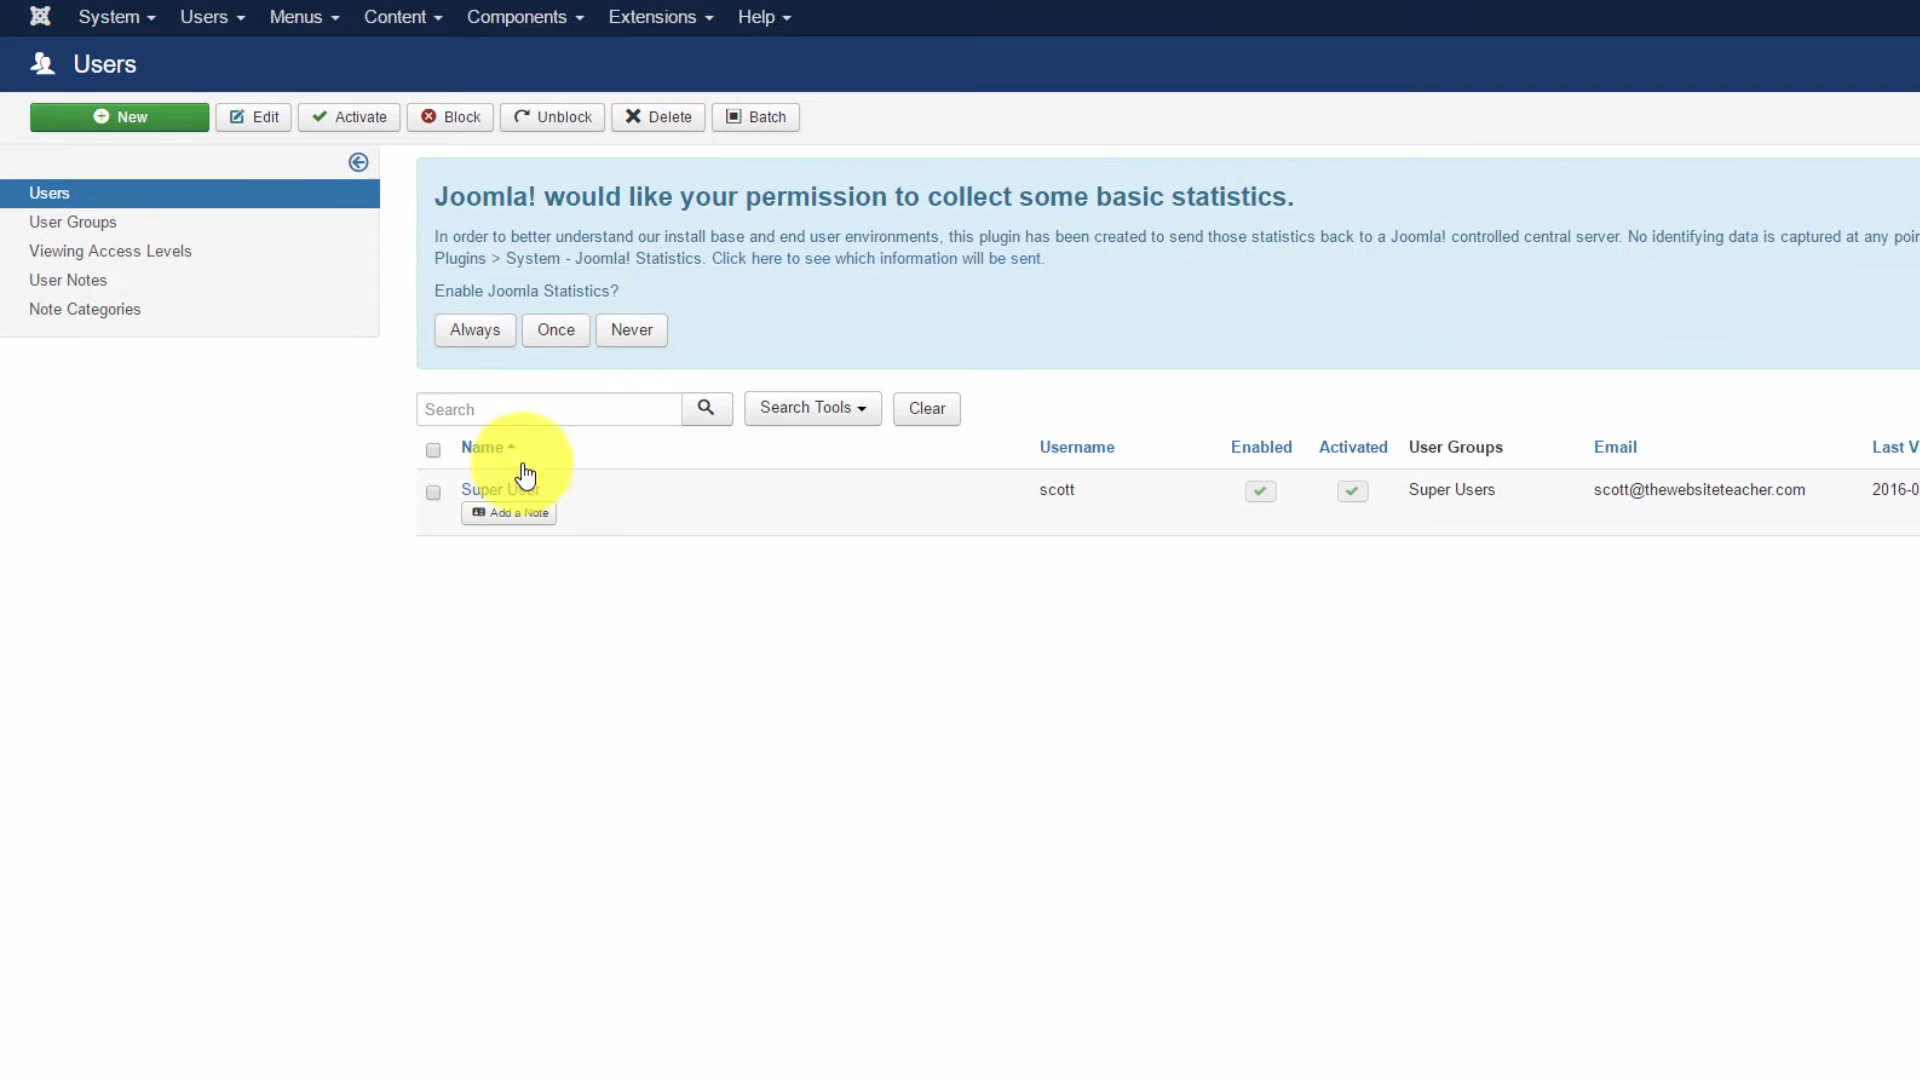 System Users Menus Content Components Extensions Help
Users
New Edit Activate Block Unblock Delete Batch
Users
User Groups
Viewing Access Levels
User Notes
Note Categories
Joomla! would like your permission to collect some basic statistics.
In order to better understand our install base and end user environments, this plugin has been created to send those statistics back to a Joomla! controlled central server. No identifying data is captured at any poin
Plugins > System - Joomla! Statistics. Click here to see which information will be sent.
Enable Joomla Statistics?
Always Once Never
Search Search Tools Clear
Name Username Enabled Activated User Groups Email Last V
Super User scott Super Users scott@thewebsiteteacher.com 2016-0
Add a Note